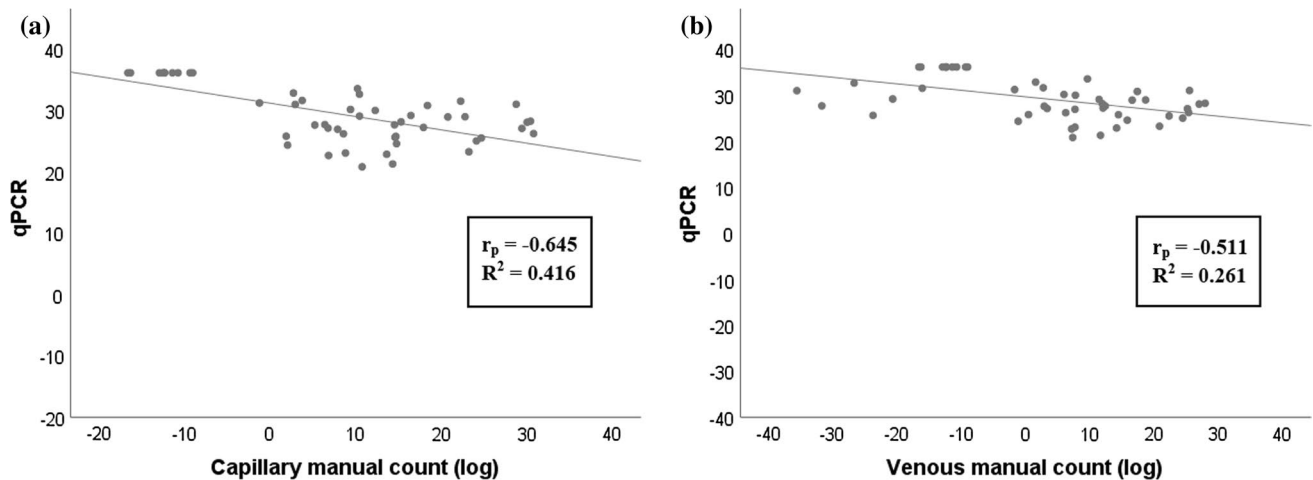 (a)
40
30
20
10
0
-10
-20
qPCR
-20 -10 0 10 20 30 40
Capillary manual count (log)
rp = -0.645
R2 = 0.416
(b)
40
30
20
10
0
-10
-20
-30
-40
qPCR
-40 -30 -20 -10 0 10 20 30 40
Venous manual count (log)
rp = -0.511
R2 = 0.261